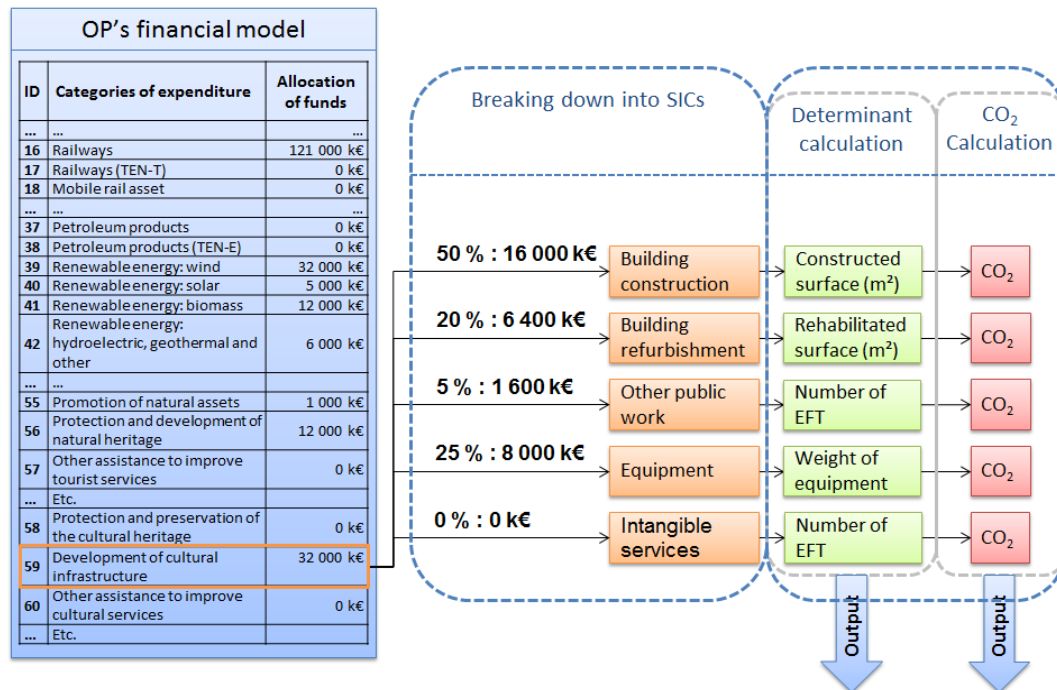 OP's financial model
ID Categories of expenditure Allocation
of funds
... ... ...
16 Railways 121 000 k€
17 Railways (TEN-T) 0 k€
18 Mobile rail asset 0 k€
... ... ...
37 Petroleum products 0 k€
38 Petroleum products (TEN-E) 0 k€
39 Renewable energy: wind 32 000 k€
40 Renewable energy: solar 5 000 k€
41 Renewable energy: biomass 12 000 k€
42 Renewable energy:
hydroelectric, geothermal and
other
6 000 k€
... ...
55 Promotion of natural assets 1 000 k€
56 Protection and development of
natural heritage
12 000 k€
57 Other assistance to improve
tourist services
0 k€
... Etc.
58 Protection and preservation of
the cultural heritage
0 k€
59 Development of cultural
infrastructure
32 000 k€
60 Other assistance to improve
cultural services
0 k€
... Etc.
Breaking down into SICs
Determinant
calculation
CO₂
Calculation
50 % : 16 000 k€
Building
construction
Constructed
surface (m²)
CO₂
20 % : 6 400 k€
Building
refurbishment
Rehabilitated
surface (m²)
CO₂
5 % : 1 600 k€
Other public
work
Number of
EFT
CO₂
25 % : 8 000 k€
Equipment
Weight of
equipment
CO₂
0 % : 0 k€
Intangible
services
Number of
EFT
CO₂
Output
Output